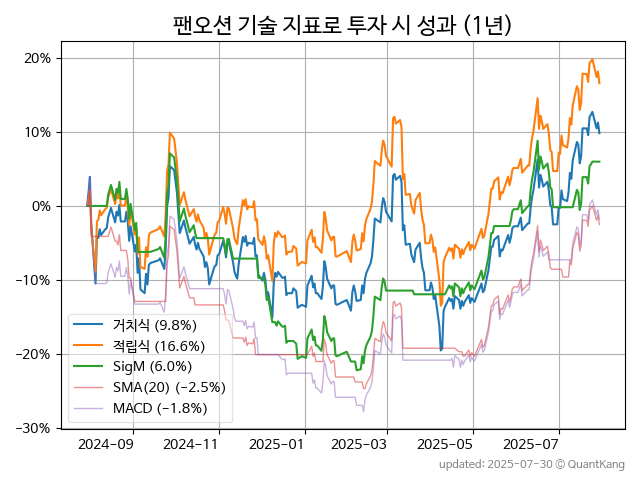 팬오션 기술 지표로 투자 시 성과 (1년)
20%
10%
0%
−10%
−20%
−30%
거치식 (9.8%)
적립식 (16.6%)
SigM (6.0%)
SMA(20) (−2.5%)
MACD (−1.8%)
2024-09
2024-11
2025-01
2025-03
2025-05
2025-07
updated: 2025-07-30 ⓒ QuantKang